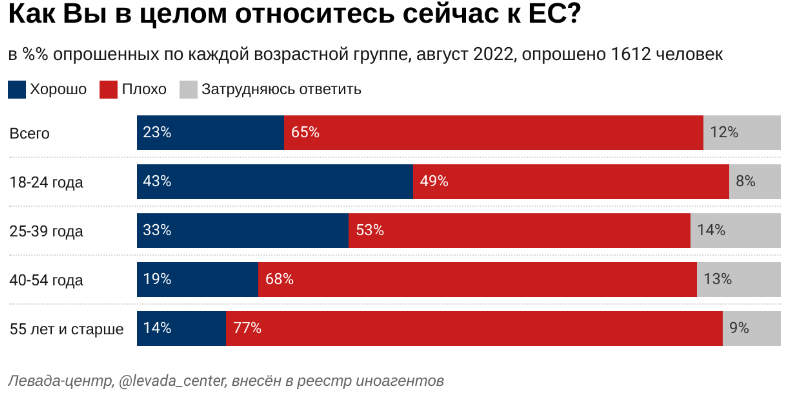 Как Вы в целом относитесь сейчас к ЕС?
в %% опрошенных по каждой возрастной группе, август 2022, опрошено 1612 человек
Хорошо Плохо Затрудняюсь ответить
Всего 23% 65% 12%
18-24 года 43% 49% 8%
25-39 года 33% 53% 14%
40-54 года 19% 68% 13%
55 лет и старше 14% 77% 9%
Левада-центр, @levada_center, внесён в реестр иноагентов